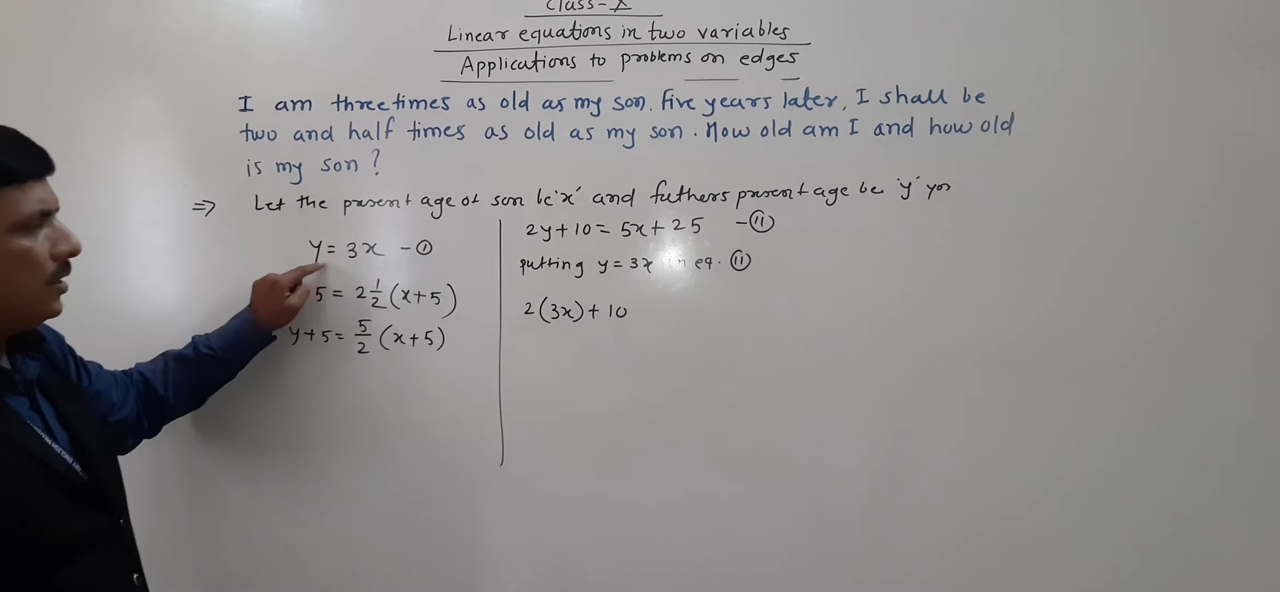 Class-X
Linear equations in two variables
Applications to problems on edges
I am three times as old as my son. Five years later, I shall be
two and half times as old as my son. How old am I and how old
is my son?
⇒ Let the present age of son be 'x' and fathers present age be 'y' yrs
y = 3x - ①
5 = 2 1/2 (x+5)
y+5 = 5/2 (x+5)
2y + 10 = 5x + 25 - ⑪
putting y = 3x in eq. ⑪
2(3x) + 10